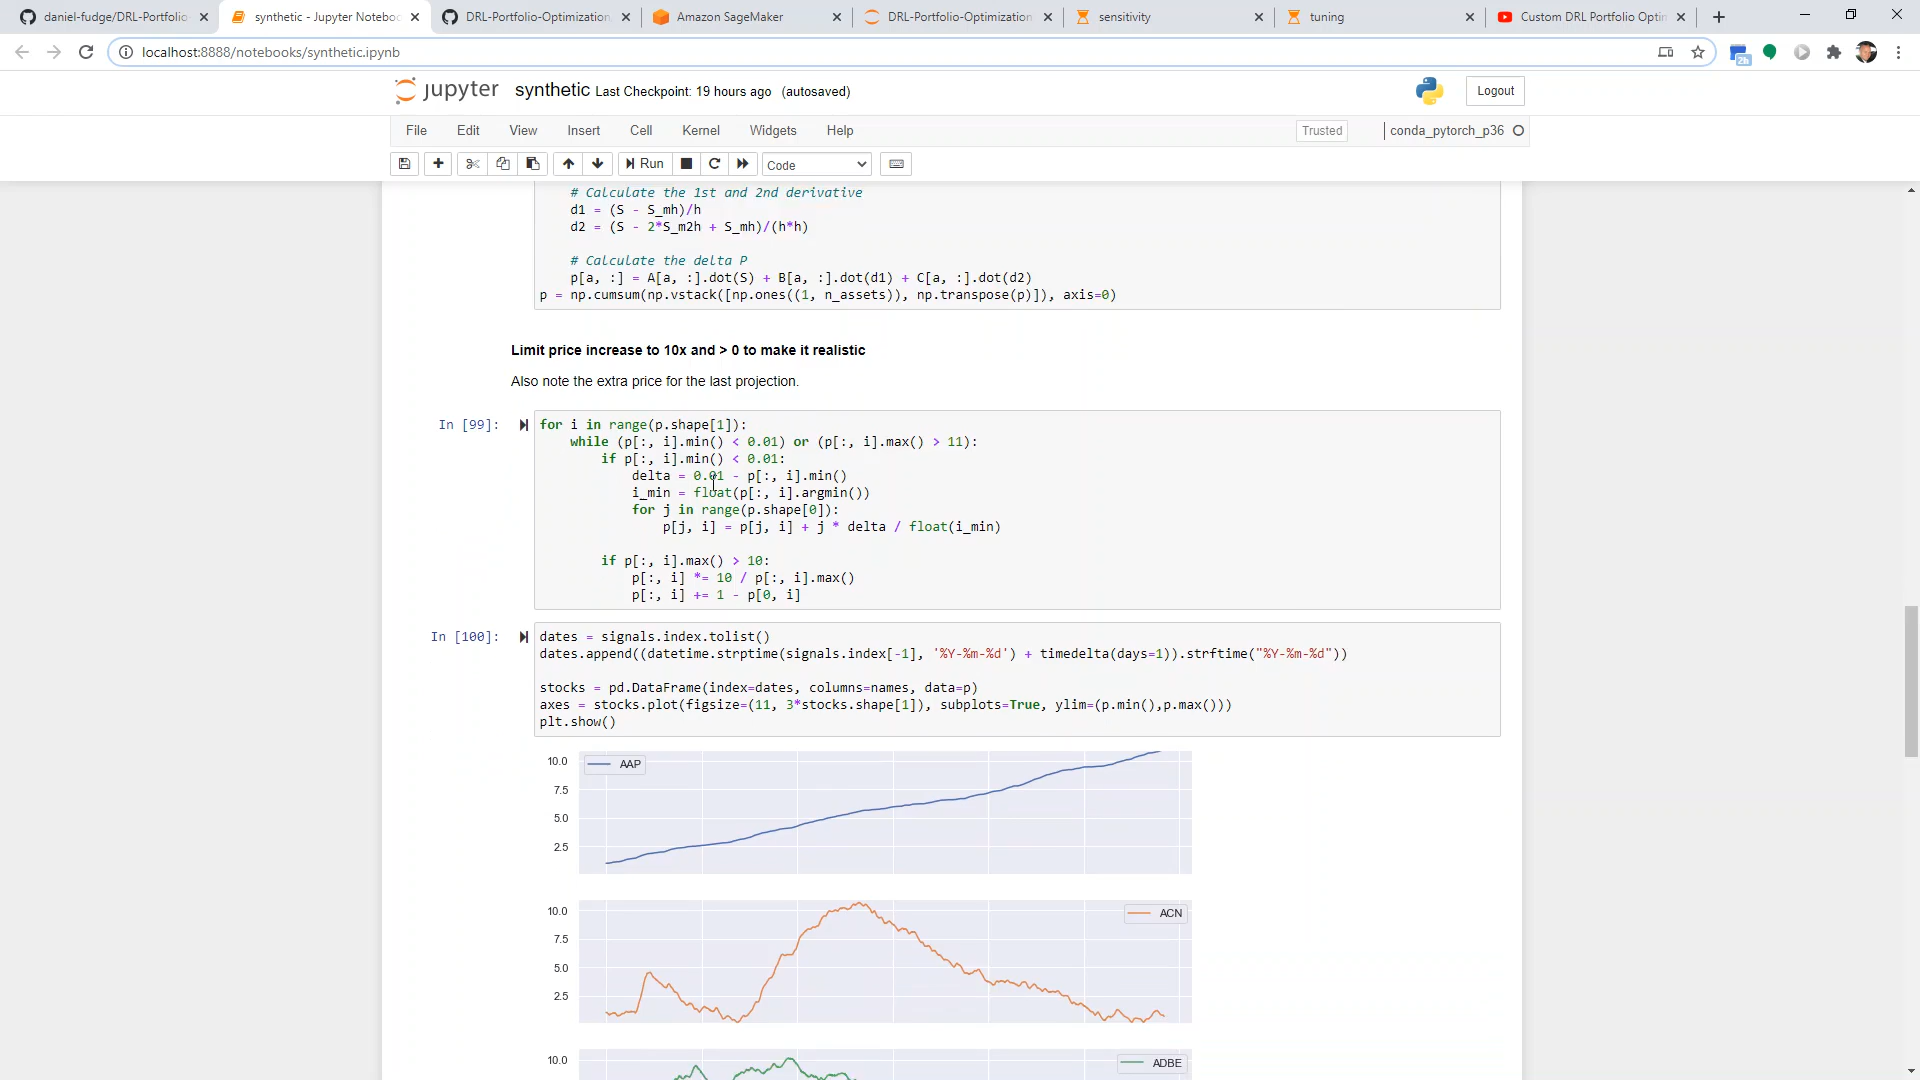 daniel-fudge/DRL-Portfolio
synthetic - Jupyter Noteboo
DRL-Portfolio-Optimization
Amazon SageMaker
DRL-Portfolio-Optimization
sensitivity
tuning
Custom DRL Portfolio Optim
localhost:8888/notebooks/synthetic.ipynb
2h
jupyter
synthetic Last Checkpoint: 19 hours ago (autosaved)
Logout
File Edit View Insert Cell Kernel Widgets Help
Trusted
conda_pytorch_p36
Run
Code
# Calculate the 1st and 2nd derivative
d1 = (S - S_mh)/h
d2 = (S - 2*S_m2h + S_mh)/(h*h)
# Calculate the delta P
p[a, :] = A[a, :].dot(S) + B[a, :].dot(d1) + C[a, :].dot(d2)
p = np.cumsum(np.vstack([np.ones((1, n_assets)), np.transpose(p)]), axis=0)
Limit price increase to 10x and > 0 to make it realistic
Also note the extra price for the last projection.
In [99]:
for i in range(p.shape[1]):
while (p[:, i].min() < 0.01) or (p[:, i].max() > 11):
if p[:, i].min() < 0.01:
delta = 0.01 - p[:, i].min()
i_min = float(p[:, i].argmin())
for j in range(p.shape[0]):
p[j, i] = p[j, i] + j * delta / float(i_min)
if p[:, i].max() > 10:
p[:, i] *= 10 / p[:, i].max()
p[:, i] += 1 - p[0, i]
In [100]:
dates = signals.index.tolist()
dates.append((datetime.strptime(signals.index[-1], '%Y-%m-%d') + timedelta(days=1)).strftime("%Y-%m-%d"))
stocks = pd.DataFrame(index=dates, columns=names, data=p)
axes = stocks.plot(figsize=(11, 3*stocks.shape[1]), subplots=True, ylim=(p.min(),p.max()))
plt.show()
10.0
AAP
7.5
5.0
2.5
10.0
ACN
7.5
5.0
2.5
10.0
ADBE